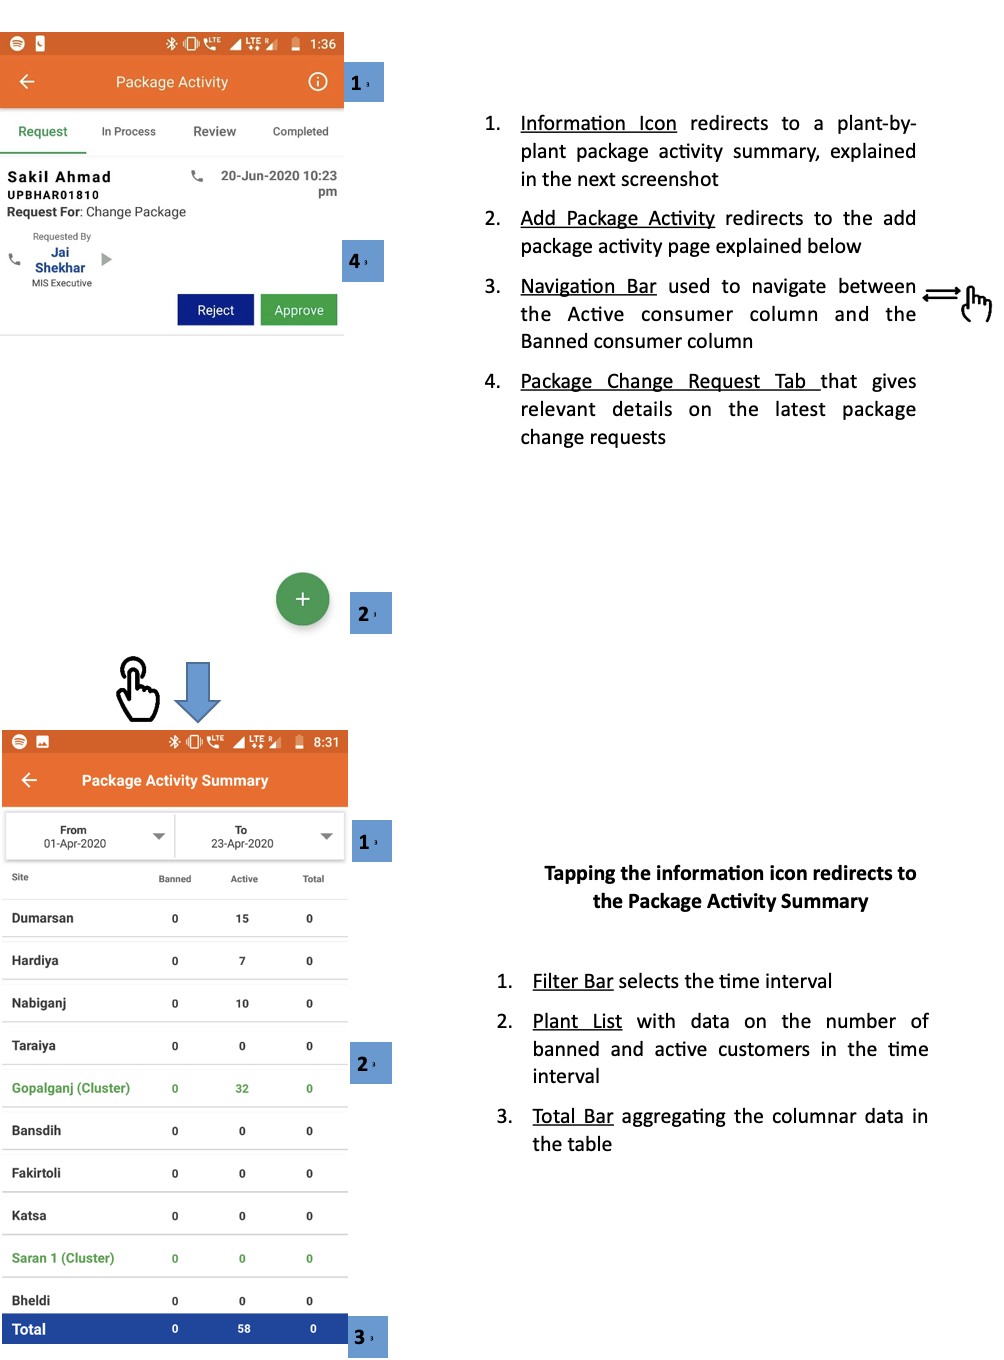 LTE LTE R 1:36
Package Activity
1 3
Request In Process Review Completed
Sakil Ahmad 20-Jun-2020 10:23
UPBHAR01810 pm
Request For: Change Package
Requested By
Jai
Shekhar
MIS Executive
4 3
Reject Approve
+
2 3
1. Information Icon redirects to a plant-by-
plant package activity summary, explained
in the next screenshot
2. Add Package Activity redirects to the add
package activity page explained below
3. Navigation Bar used to navigate between
the Active consumer column and the
Banned consumer column
4. Package Change Request Tab that gives
relevant details on the latest package
change requests
LTE LTE R 8:31
Package Activity Summary
From To
01-Apr-2020 23-Apr-2020
1 3
Site Banned Active Total
Dumarsan 0 15 0
Hardiya 0 7 0
Nabiganj 0 10 0
Taraiya 0 0 0
2 3
Gopalganj (Cluster) 0 32 0
Bansdih 0 0 0
Fakirtoli 0 0 0
Katsa 0 0 0
Saran 1 (Cluster) 0 0 0
Bheldi 0 0 0
Total 0 58 0
3 3
Tapping the information icon redirects to
the Package Activity Summary
1. Filter Bar selects the time interval
2. Plant List with data on the number of
banned and active customers in the time
interval
3. Total Bar aggregating the columnar data in
the table